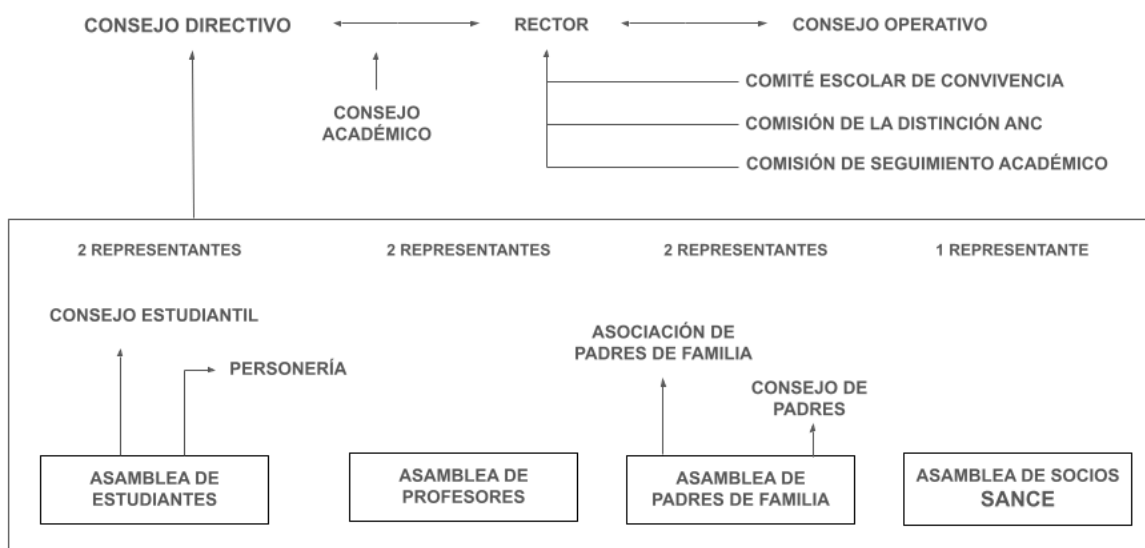 CONSEJO DIRECTIVO
RECTOR
CONSEJO OPERATIVO
CONSEJO
ACADÉMICO
COMITÉ ESCOLAR DE CONVIVENCIA
COMISIÓN DE LA DISTINCIÓN ANC
COMISIÓN DE SEGUIMIENTO ACADÉMICO
2 REPRESENTANTES
2 REPRESENTANTES
2 REPRESENTANTES
1 REPRESENTANTE
CONSEJO ESTUDIANTIL
PERSONERÍA
ASOCIACIÓN DE
PADRES DE FAMILIA
CONSEJO DE
PADRES
ASAMBLEA DE
ESTUDIANTES
ASAMBLEA DE
PROFESORES
ASAMBLEA DE
PADRES DE FAMILIA
ASAMBLEA DE SOCIOS
SANCE